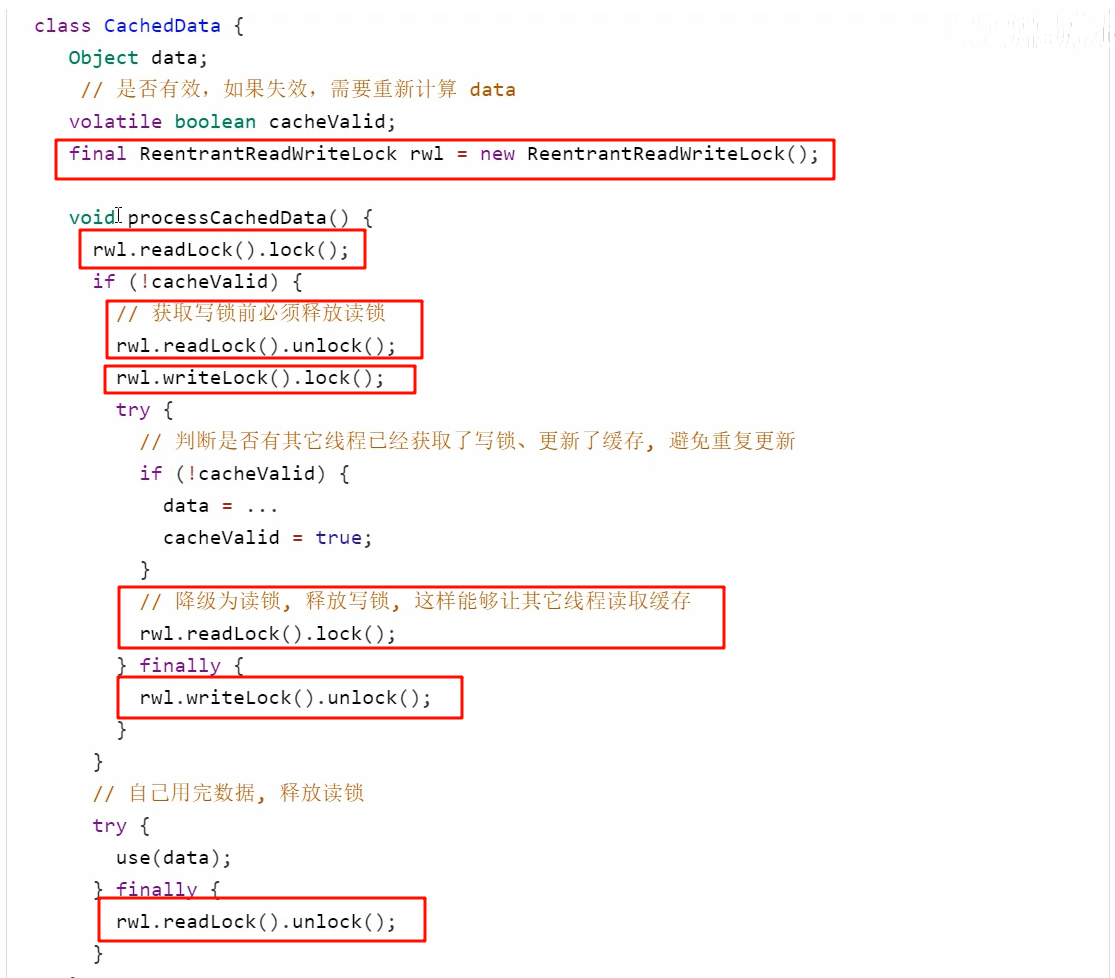 class CachedData {
Object data;
// 是否有效，如果失效，需要重新计算 data
volatile boolean cacheValid;
final ReentrantReadWriteLock rwl = new ReentrantReadWriteLock();
void processCachedData() {
rwl.readLock().lock();
if (!cacheValid) {
// 获取写锁前必须释放读锁
rwl.readLock().unlock();
rwl.writeLock().lock();
try {
// 判断是否有其它线程已经获取了写锁、更新了缓存, 避免重复更新
if (!cacheValid) {
data = ...
cacheValid = true;
}
// 降级为读锁, 释放写锁, 这样能够让其它线程读取缓存
rwl.readLock().lock();
} finally {
rwl.writeLock().unlock();
}
}
// 自己用完数据, 释放读锁
try {
use(data);
} finally {
rwl.readLock().unlock();
}